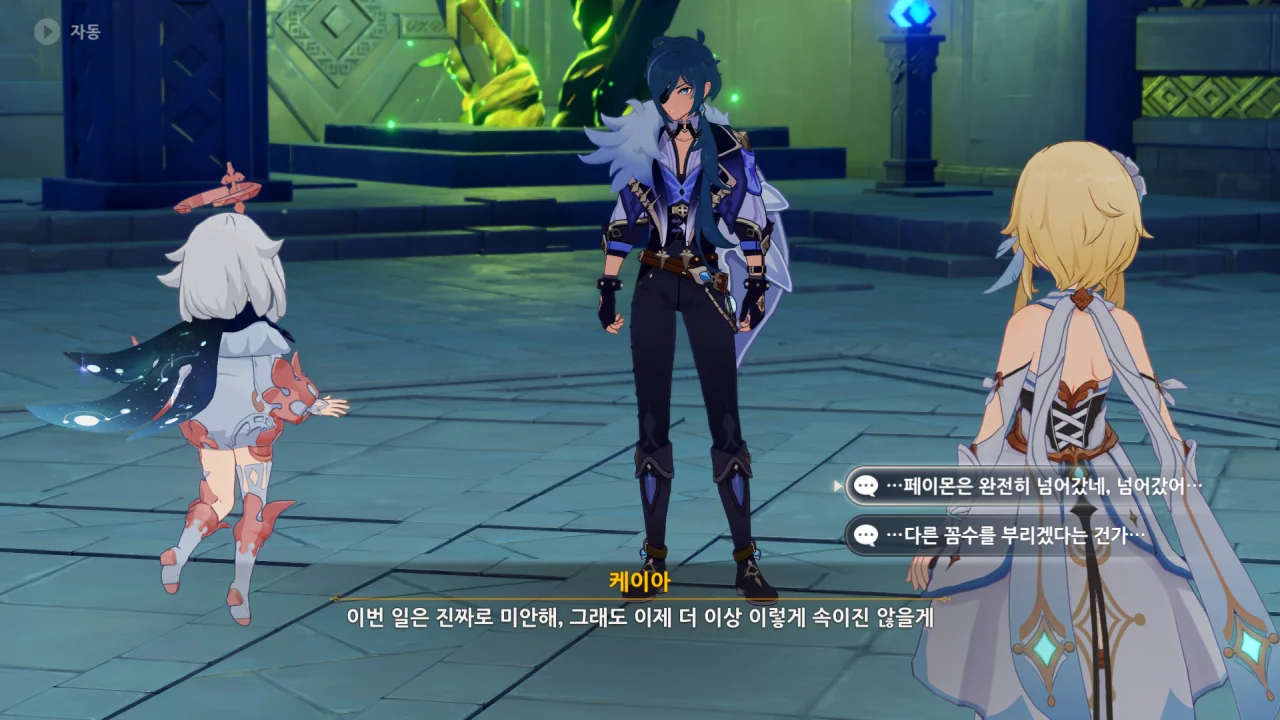 자동
…페이몬은 완전히 넘어갔네, 넘어갔어…
…다른 꼼수를 부리겠다는 건가…
케이아
이번 일은 진짜로 미안해, 그래도 이제 더 이상 이렇게 속이진 않을게